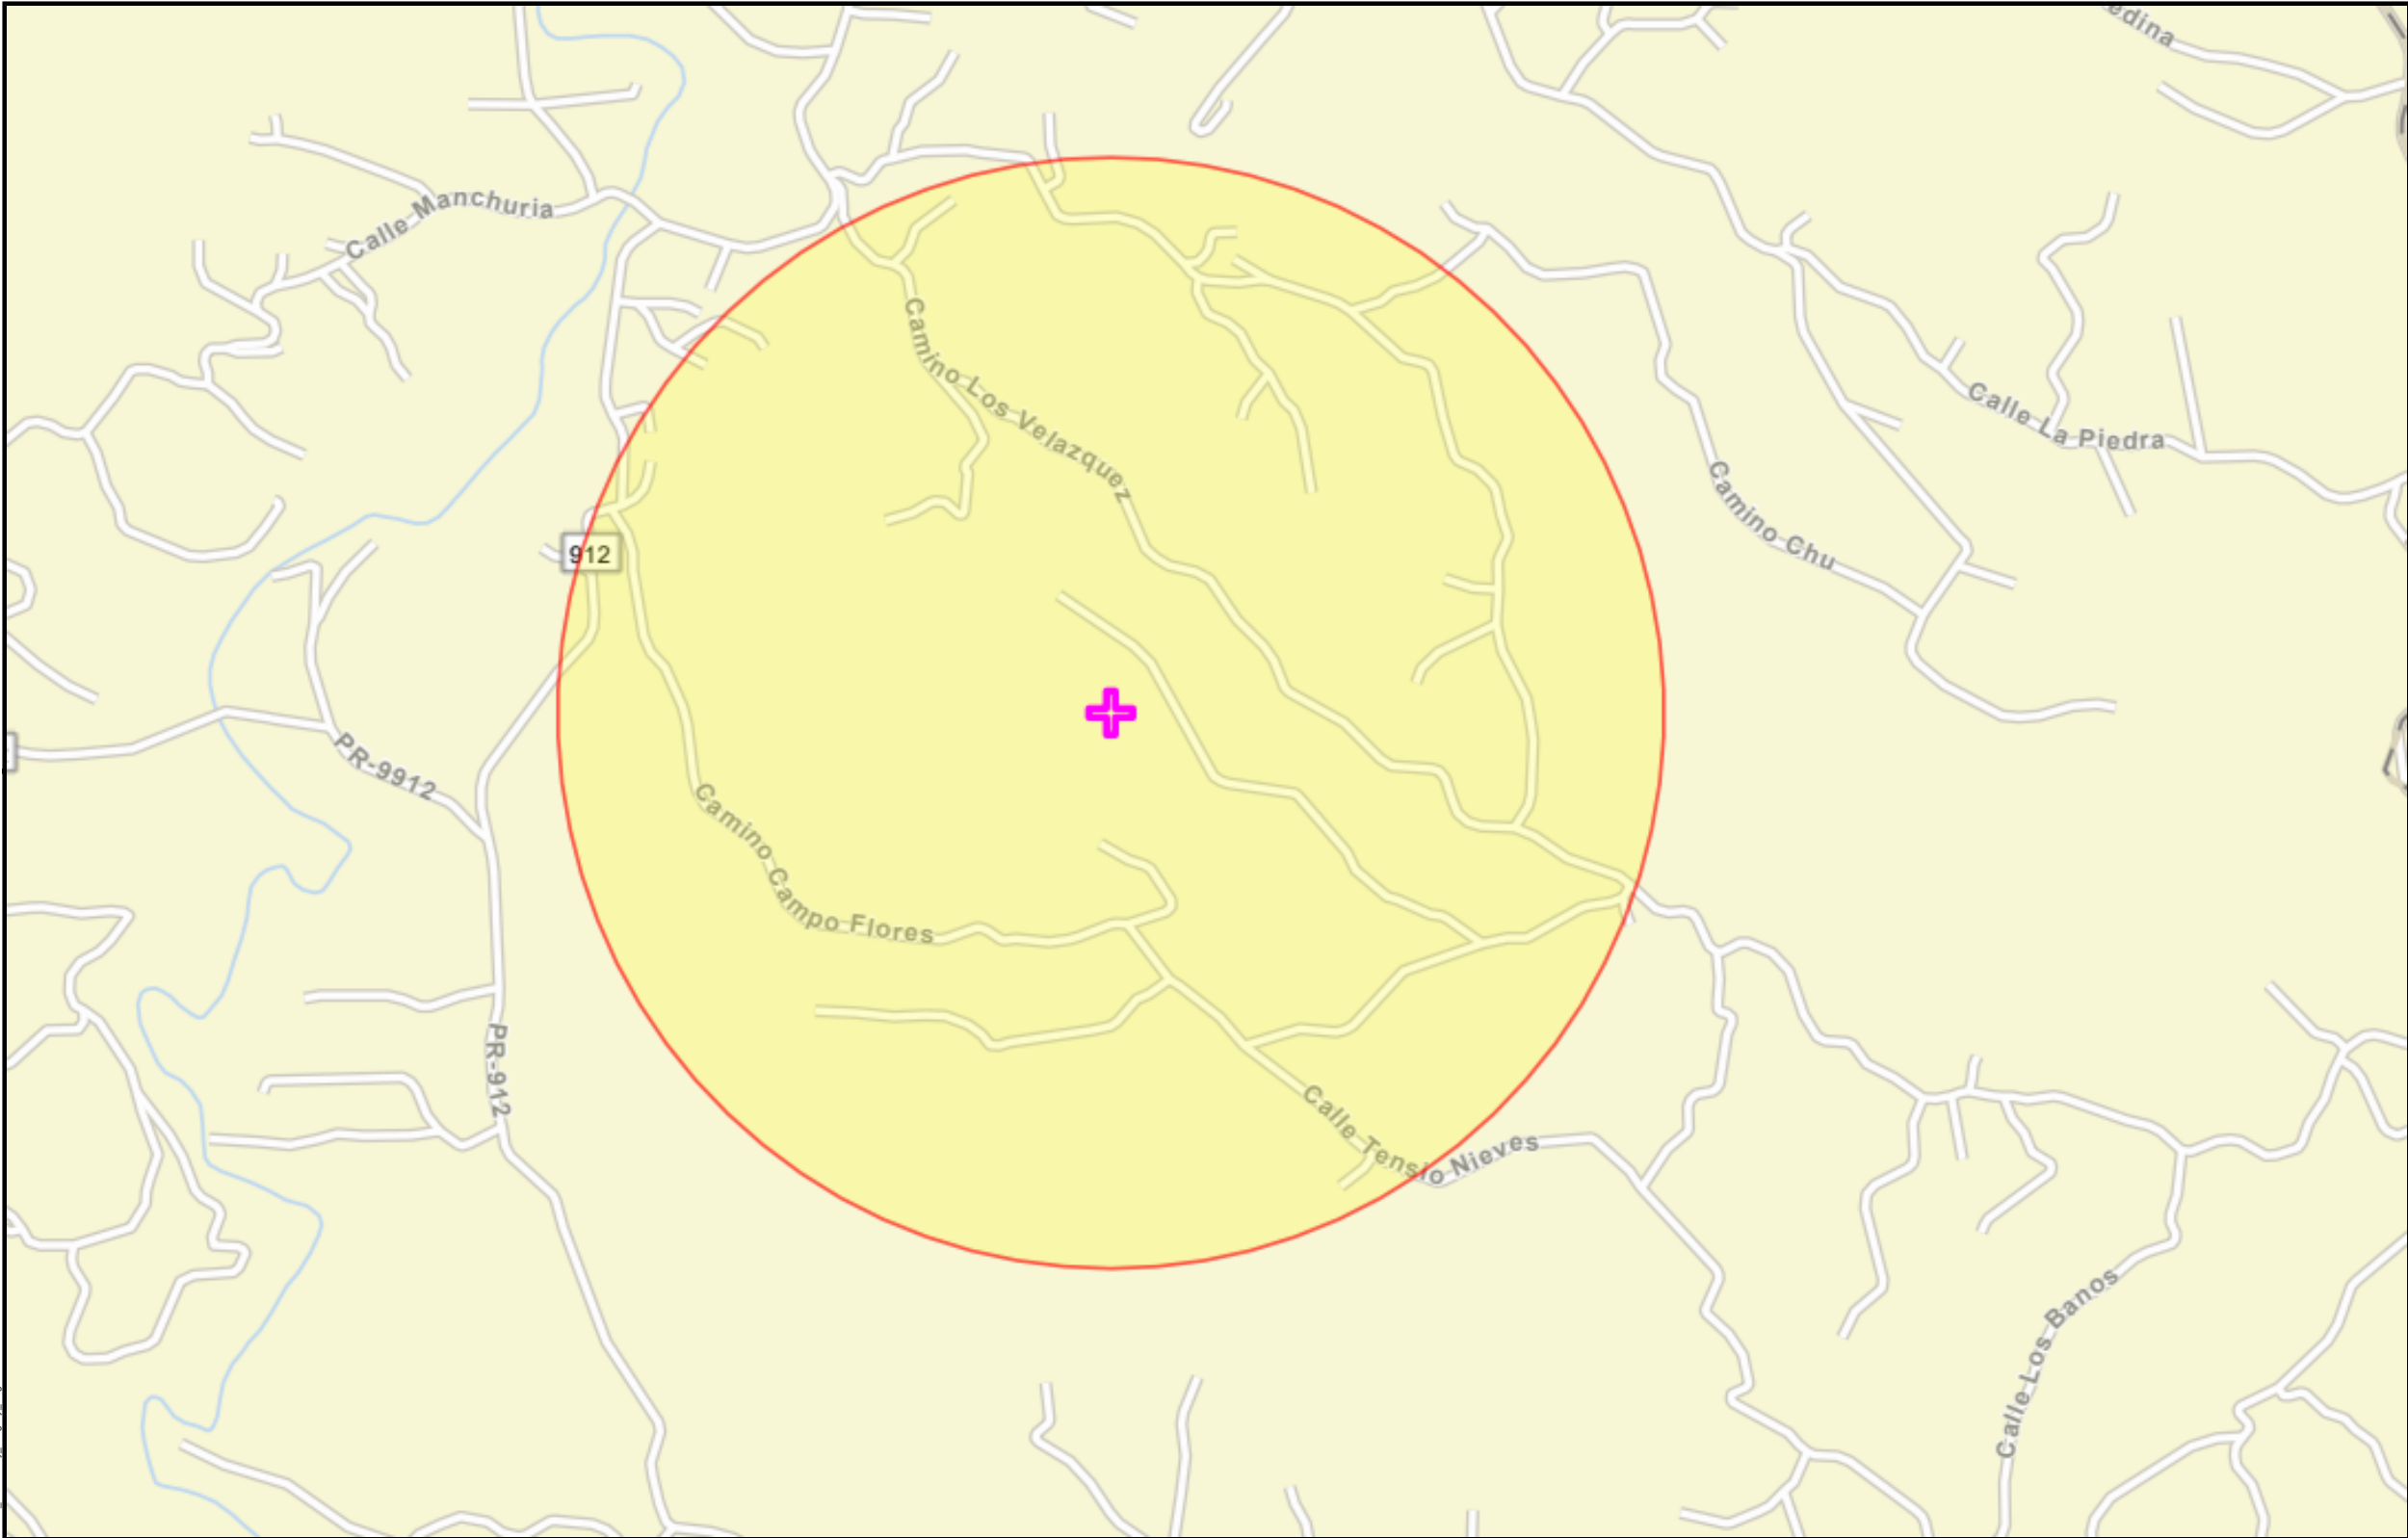 edina
Calle Manchuria
Camino Los Velazquez
Calle La Piedra
Camino Chu
912
PR-9912
Camino Campo Flores
PR-912
Calle Tensio Nieves
Calle Los Banos